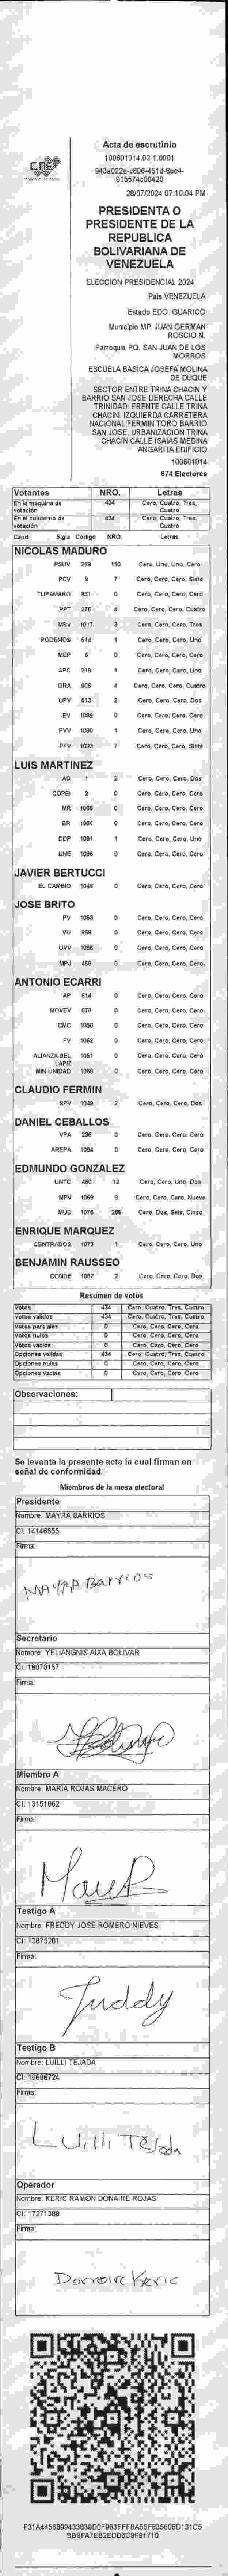 CNE
Acta de escrutinio
100601014.02.1.0001
943a022e-c806-451d-8ee4-
915574c00420
28/07/2024 07:10:04 PM
PRESIDENTA O
PRESIDENTE DE LA
REPUBLICA
BOLIVARIANA DE
VENEZUELA
ELECCIÓN PRESIDENCIAL 2024
País VENEZUELA
Estado EDO. GUARICO
Municipio MP. JUAN GERMAN
ROSCIO N.
Parroquia PQ. SAN JUAN DE LOS
MORROS
ESCUELA BASICA JOSEFA MOLINA
DE DUQUE
SECTOR ENTRE TRINA CHACIN Y
BARRIO SAN JOSE DERECHA CALLE
TRINIDAD. FRENTE CALLE TRINA
CHACIN IZQUIERDA CARRETERA
NACIONAL FERMIN TORO BARRIO
SAN JOSE. URBANIZACION TRINA
CHACIN CALLE ISAIAS MEDINA
ANGARITA EDIFICIO
100601014
674 Electores
Votantes NRO. Letras
En la máquina de votación 434 Cero, Cuatro, Tres, Cuatro
En el cuaderno de votación 434 Cero, Cuatro, Tres, Cuatro
Cand Sigla Código NRO. Letras
NICOLAS MADURO
PSUV 269 110 Cero, Uno, Uno, Cero
PCV 9 7 Cero, Cero, Cero, Siete
TUPAMARO 931 0 Cero, Cero, Cero, Cero
PPT 276 4 Cero, Cero, Cero, Cuatro
MSV 1017 3 Cero, Cero, Cero, Tres
PODEMOS 614 1 Cero, Cero, Cero, Uno
MEP 6 0 Cero, Cero, Cero, Cero
APC 219 1 Cero, Cero, Cero, Uno
ORA 908 4 Cero, Cero, Cero, Cuatro
UPV 513 2 Cero, Cero, Cero, Dos
EV 1089 0 Cero, Cero, Cero, Cero
PVV 1090 1 Cero, Cero, Cero, Uno
PFV 1093 7 Cero, Cero, Cero, Siete
LUIS MARTINEZ
AD 1 2 Cero, Cero, Cero, Dos
COPEI 2 0 Cero, Cero, Cero, Cero
MR 1065 0 Cero, Cero, Cero, Cero
BR 1066 0 Cero, Cero, Cero, Cero
DDP 1091 1 Cero, Cero, Cero, Uno
UNE 1095 0 Cero, Cero, Cero, Cero
JAVIER BERTUCCI
EL CAMBIO 1048 0 Cero, Cero, Cero, Cero
JOSE BRITO
PV 1053 0 Cero, Cero, Cero, Cero
VU 969 0 Cero, Cero, Cero, Cero
UVV 1096 0 Cero, Cero, Cero, Cero
MPJ 459 0 Cero, Cero, Cero, Cero
ANTONIO ECARRI
AP 814 0 Cero, Cero, Cero, Cero
MOVEV 979 0 Cero, Cero, Cero, Cero
CMC 1050 0 Cero, Cero, Cero, Cero
FV 1063 0 Cero, Cero, Cero, Cero
ALIANZA DEL LAPIZ 1051 0 Cero, Cero, Cero, Cero
MIN UNIDAD 1068 0 Cero, Cero, Cero, Cero
CLAUDIO FERMIN
SPV 1049 2 Cero, Cero, Cero, Dos
DANIEL CEBALLOS
VPA 236 0 Cero, Cero, Cero, Cero
AREPA 1094 0 Cero, Cero, Cero, Cero
EDMUNDO GONZALEZ
UNTC 460 12 Cero, Cero, Uno, Dos
MPV 1069 9 Cero, Cero, Cero, Nueve
MUD 1076 265 Cero, Dos, Seis, Cinco
ENRIQUE MARQUEZ
CENTRADOS 1073 1 Cero, Cero, Cero, Uno
BENJAMIN RAUSSEO
CONDE 1092 2 Cero, Cero, Cero, Dos
Resumen de votos
Votos 434 Cero, Cuatro, Tres, Cuatro
Votos validos 434 Cero, Cuatro, Tres, Cuatro
Votos parciales 0 Cero, Cero, Cero, Cero
Votos nulos 0 Cero, Cero, Cero, Cero
Votos vacios 0 Cero, Cero, Cero, Cero
Opciones validas 434 Cero, Cuatro, Tres, Cuatro
Opciones nulas 0 Cero, Cero, Cero, Cero
Opciones vacias 0 Cero, Cero, Cero, Cero
Observaciones:
Se levanta la presente acta la cual firman en
señal de conformidad.
Miembros de la mesa electoral
Presidente
Nombre: MAYRA BARRIOS
CI: 14146555
Firma:
MAYRA Barrios
Secretario
Nombre: YELIANGNIS AIXA BOLIVAR
CI: 18070157
Firma:
Miembro A
Nombre: MARIA ROJAS MACERO
CI: 13151062
Firma:
Testigo A
Nombre: FREDDY JOSE ROMERO NIEVES
CI: 13875201
Firma:
Freddy
Testigo B
Nombre: LUILLI TEJADA
CI: 19686724
Firma:
Luilli Tejada
Operador
Nombre: KERIC RAMON DONAIRE ROJAS
CI: 17271388
Firma:
Donaire Keric
F31A4456B99433839D0F963FFFBA55F835608D131C5
BBBFA7EB2EDD6C9F91710